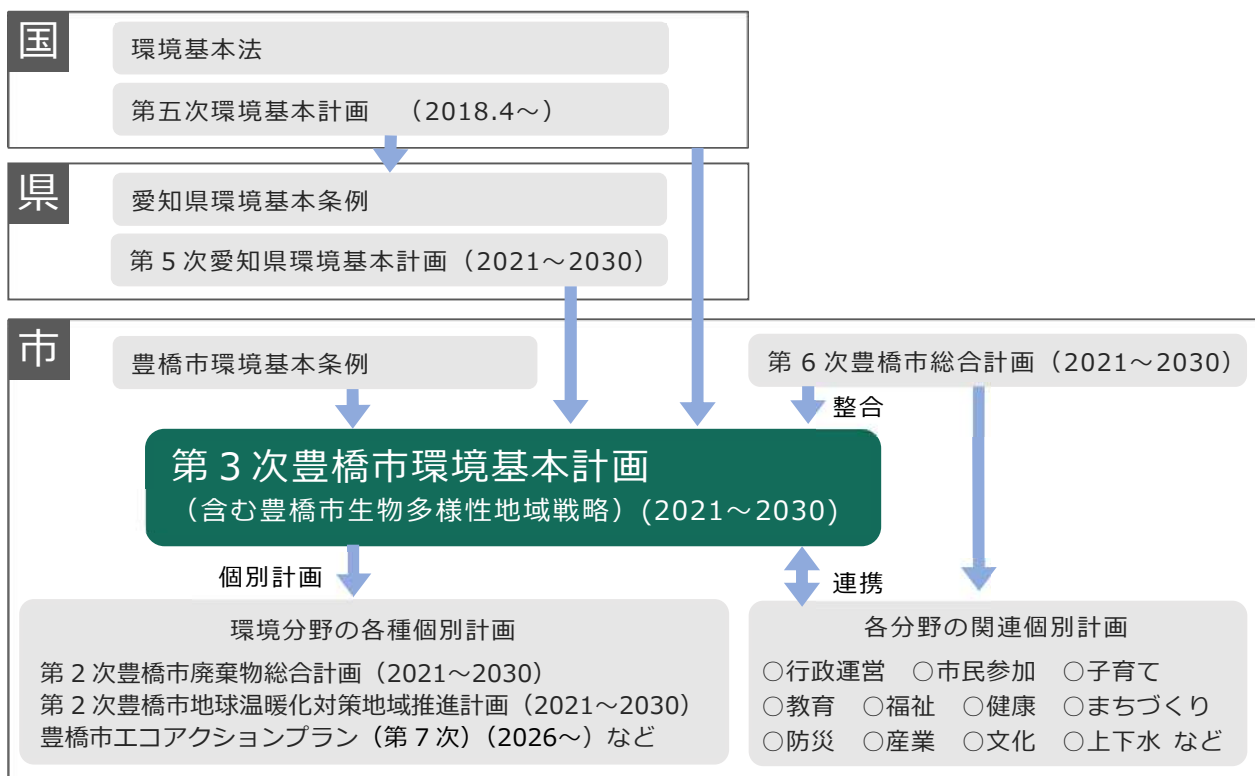 国
環境基本法
第五次環境基本計画　（2018.4～）
県
愛知県環境基本条例
第５次愛知県環境基本計画（2021～2030）
市
豊橋市環境基本条例
第６次豊橋市総合計画（2021～2030）
整合
第３次豊橋市環境基本計画
（含む豊橋市生物多様性地域戦略）(2021～2030)
個別計画
連携
環境分野の各種個別計画
第２次豊橋市廃棄物総合計画（2021～2030）
第２次豊橋市地球温暖化対策地域推進計画（2021～2030）
豊橋市エコアクションプラン（第７次）（2026～）など
各分野の関連個別計画
○行政運営　○市民参加　○子育て
○教育　○福祉　○健康　○まちづくり
○防災　○産業　○文化　○上下水 など